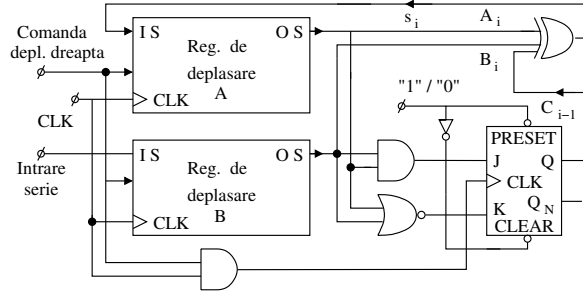 s i A i
Comanda
depl. dreapta
I S Reg. de O S
deplasare
A
CLK
B i
C i–1
CLK
"1" / "0"
PRESET
Intrare
serie
I S Reg. de O S
deplasare
B
CLK
J Q
CLK
K Q N
CLEAR